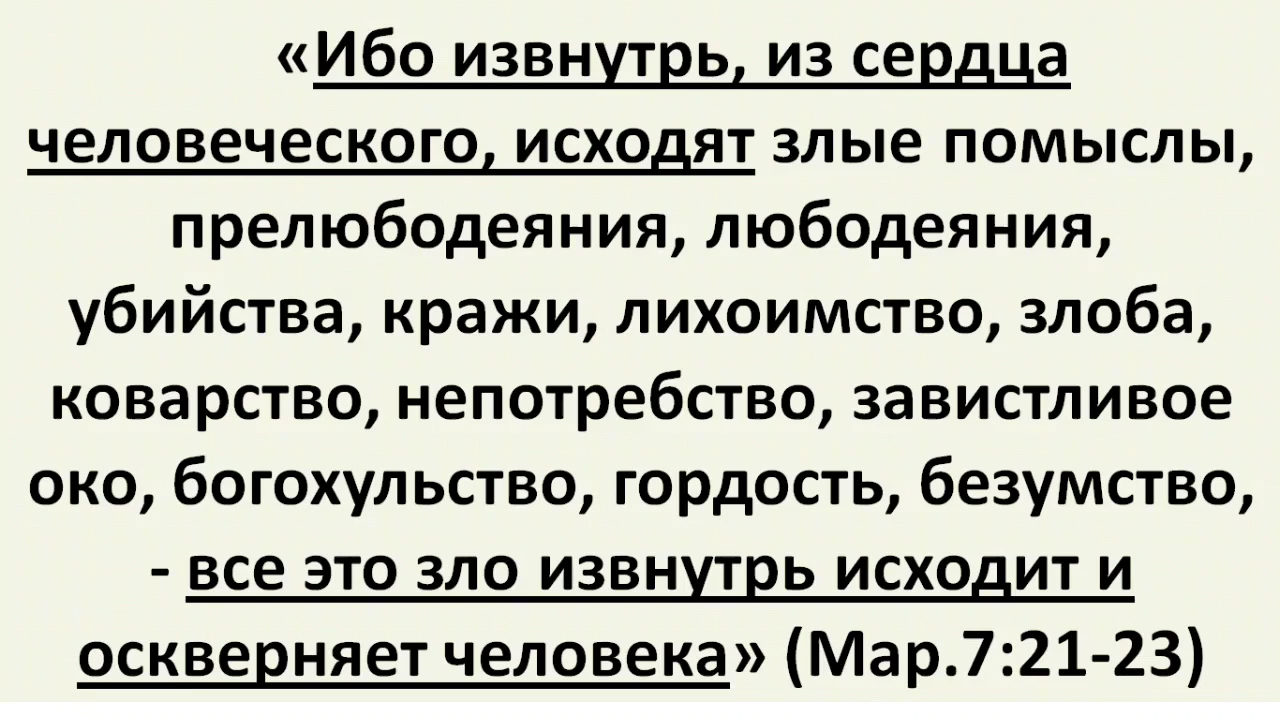 «Ибо извнутрь, из сердца
человеческого, исходят злые помыслы,
прелюбодеяния, любодеяния,
убийства, кражи, лихоимство, злоба,
коварство, непотребство, завистливое
око, богохульство, гордость, безумство,
- все это зло извнутрь исходит и
оскверняет человека» (Мар.7:21-23)